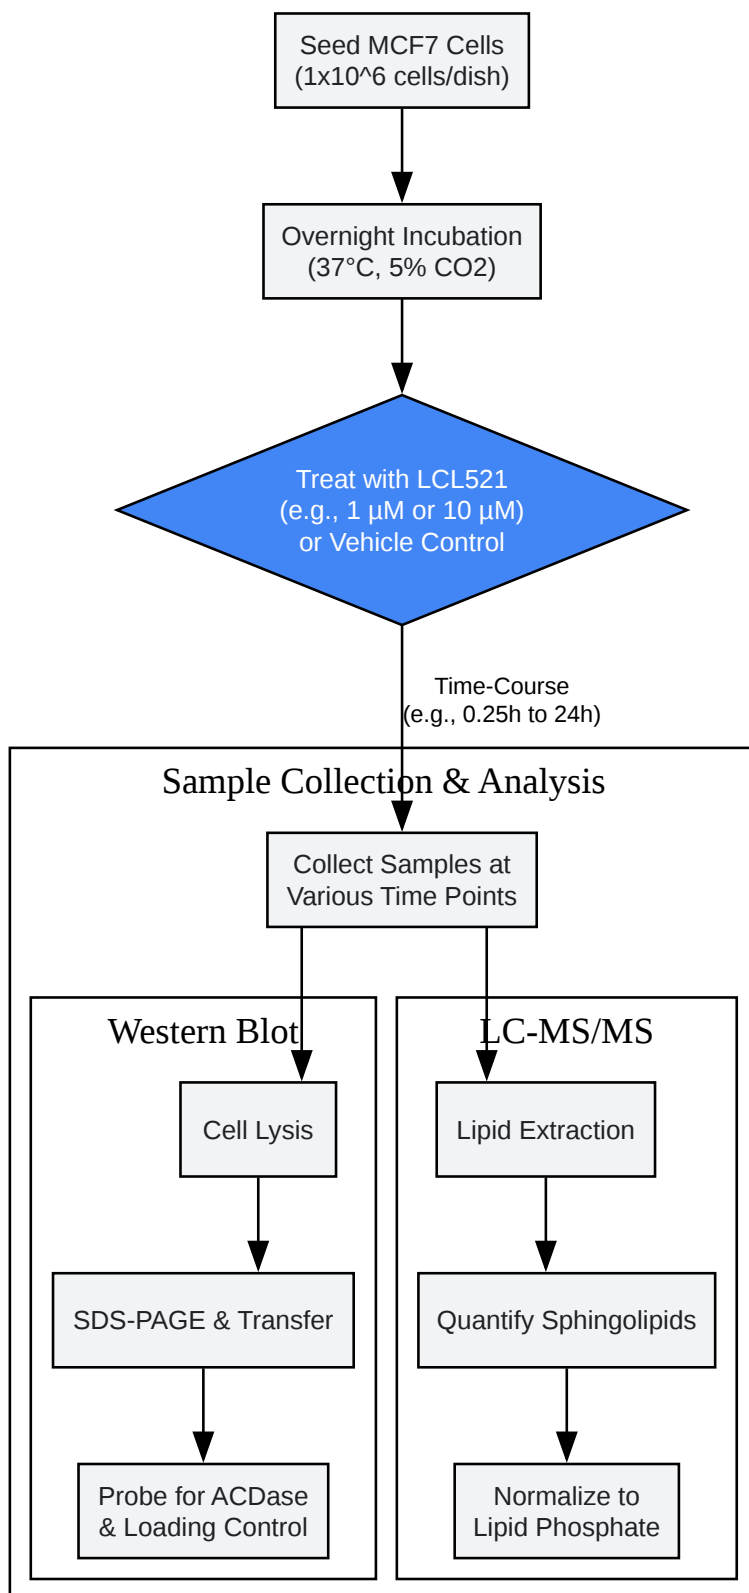 Seed MCF7 Cells
(1x10^6 cells/dish)
Overnight Incubation
(37°C, 5% CO2)
Treat with LCL521
(e.g., 1 µM or 10 µM)
or Vehicle Control
Time-Course
(e.g., 0.25h to 24h)
Sample Collection & Analysis
Collect Samples at
Various Time Points
Western Blot
Cell Lysis
SDS-PAGE & Transfer
Probe for ACDase
& Loading Control
LC-MS/MS
Lipid Extraction
Quantify Sphingolipids
Normalize to
Lipid Phosphate